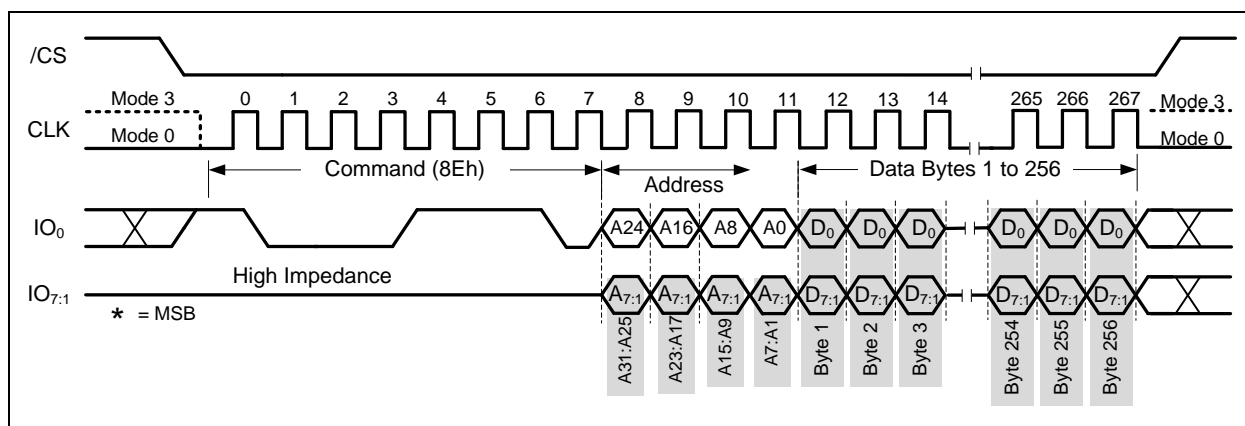 /CS
Mode 3 0 1 2 3 4 5 6 7 8 9 10 11 12 13 14 265 266 267 Mode 3
CLK
Mode 0 Mode 0
Command (8Eh) Address Data Bytes 1 to 256
IO0 A24 A16 A8 A0 D0 D0 D0 D0 D0 D0
High Impedance
IO7:1 A7:1 A7:1 A7:1 A7:1 D7:1 D7:1 D7:1 D7:1 D7:1 D7:1
* = MSB
A31:A25 A23:A17 A15:A9 A7:A1 Byte 1 Byte 2 Byte 3 Byte 254 Byte 255 Byte 256